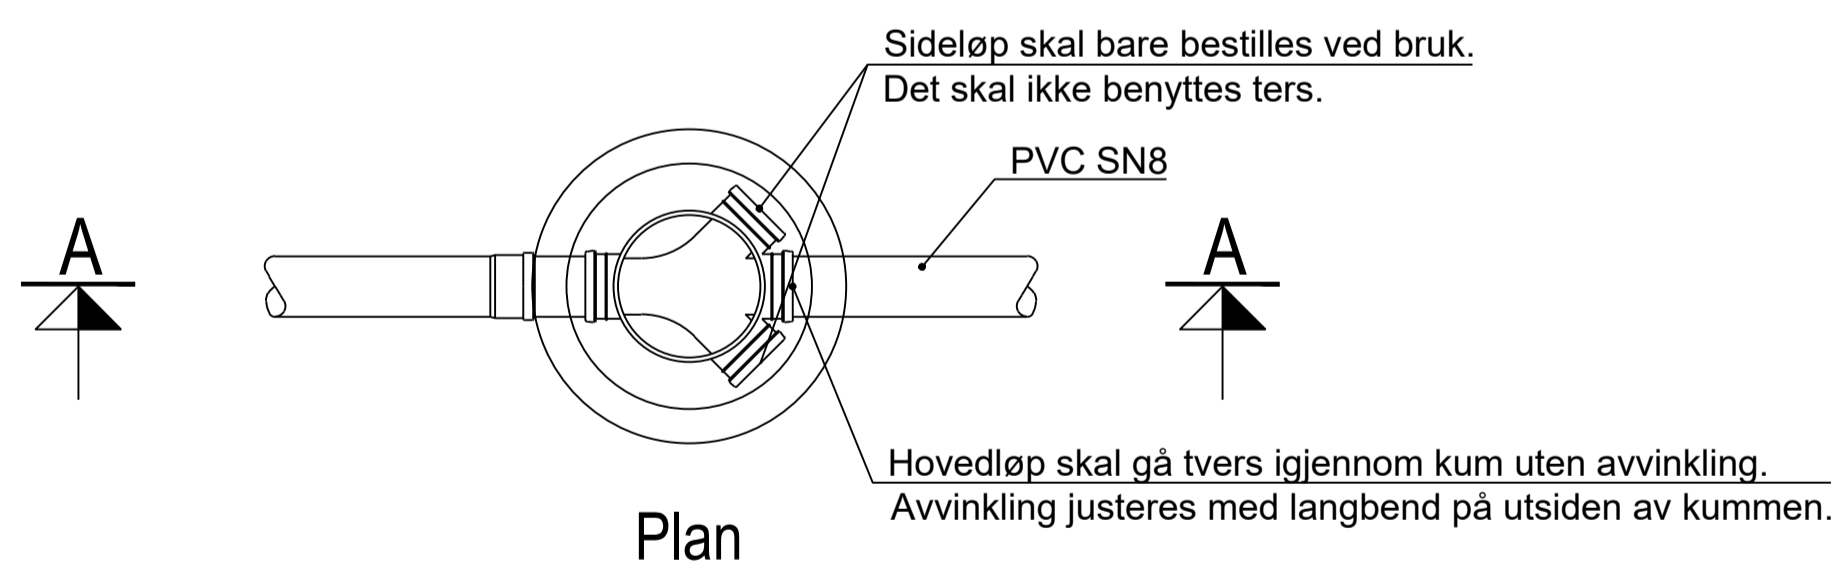 Sideløp skal bare bestilles ved bruk.
Det skal ikke benyttes ters.
PVC SN8
A
A
Hovedløp skal gå tvers igjennom kum uten avvinkling.
Avvinkling justeres med langbend på utsiden av kummen.
Plan